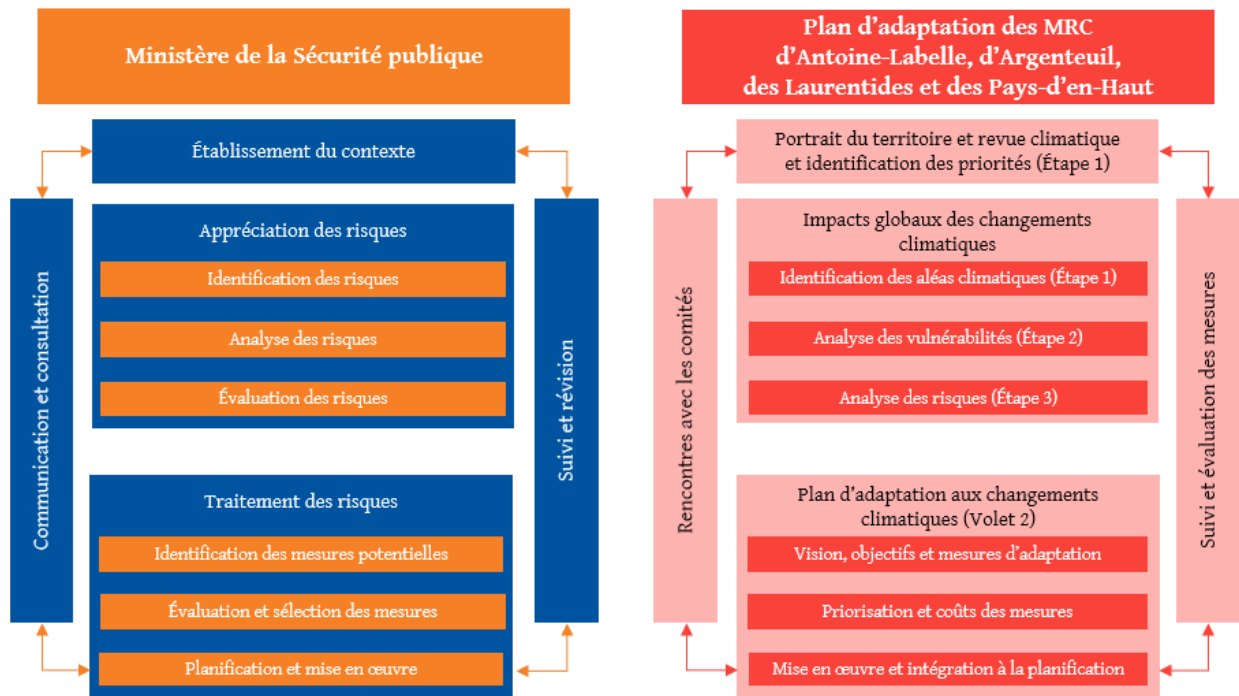 Ministère de la Sécurité publique
Établissement du contexte
Communication et consultation
Appréciation des risques
Identification des risques
Analyse des risques
Évaluation des risques
Suivi et révision
Traitement des risques
Identification des mesures potentielles
Évaluation et sélection des mesures
Planification et mise en œuvre
Plan d’adaptation des MRC
d’Antoine-Labelle, d’Argenteuil,
des Laurentides et des Pays-d’en-Haut
Portrait du territoire et revue climatique
et identification des priorités (Étape 1)
Rencontres avec les comités
Impacts globaux des changements
climatiques
Identification des aléas climatiques (Étape 1)
Analyse des vulnérabilités (Étape 2)
Analyse des risques (Étape 3)
Suivi et évaluation des mesures
Plan d’adaptation aux changements
climatiques (Volet 2)
Vision, objectifs et mesures d’adaptation
Priorisation et coûts des mesures
Mise en œuvre et intégration à la planification